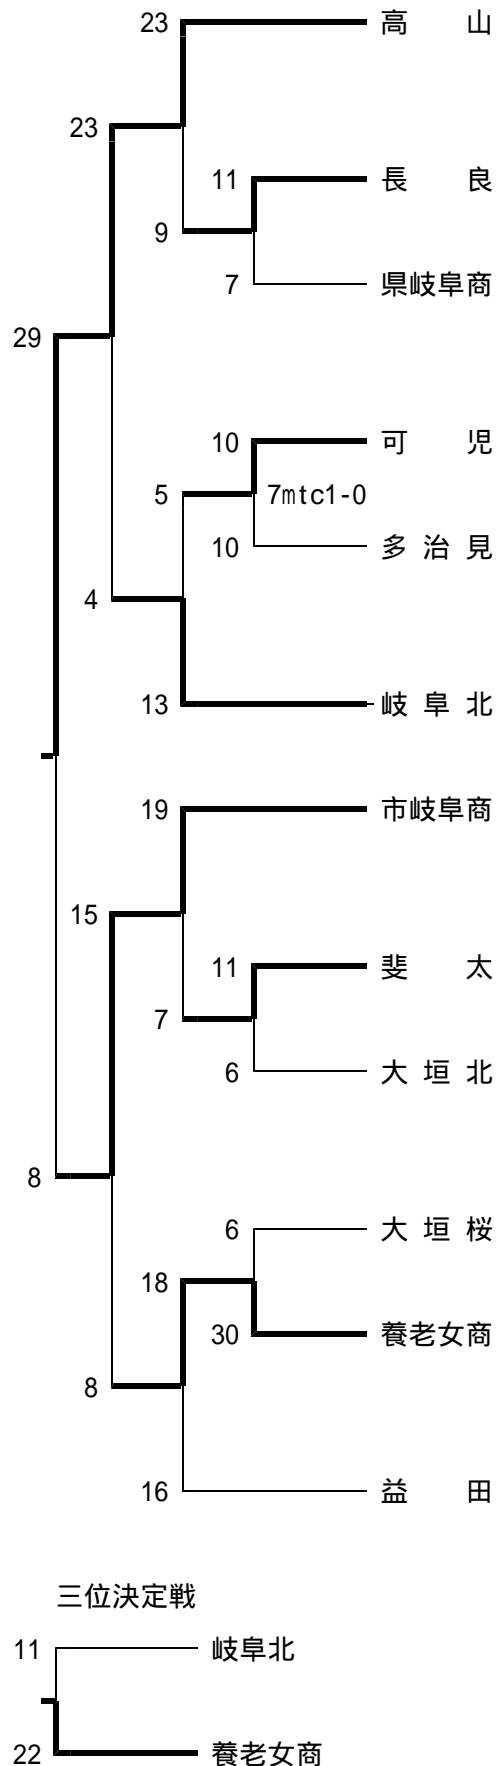 23 高 山
23
11 長 良
9
7 県岐阜商
29
10 可 児
5 7mtc1-0
10 多 治 見
4
13 岐 阜 北
19 市岐阜商
15
11 斐 太
7
6 大 垣 北
8
6 大 垣 桜
18
30 養老女商
8
16 益 田
三位決定戦
11 岐阜北
22 養老女商